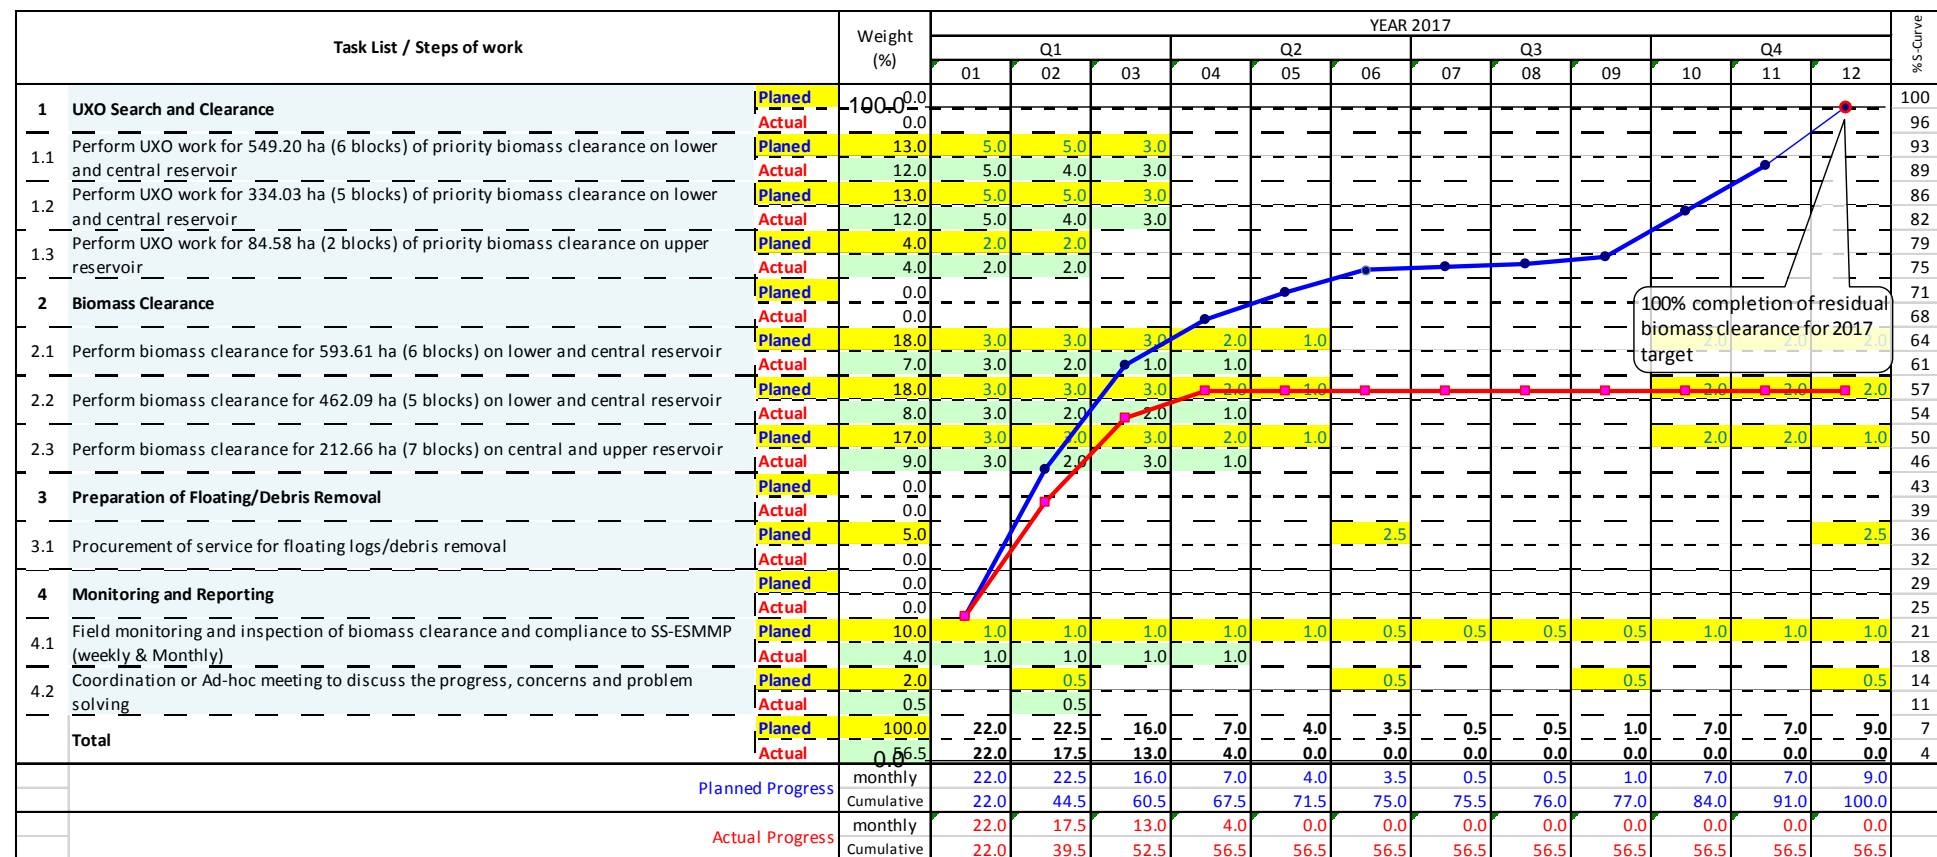 Task List / Steps of work Weight (%) YEAR 2017 % S-Curve
Q1 Q2 Q3 Q4
01 02 03 04 05 06 07 08 09 10 11 12
1 UXO Search and Clearance Planed 0.0 100.0 100
Actual 0.0 96
1.1 Perform UXO work for 549.20 ha (6 blocks) of priority biomass clearance on lower Planed 13.0 5.0 5.0 3.0 93
and central reservoir Actual 12.0 5.0 4.0 3.0 89
1.2 Perform UXO work for 334.03 ha (5 blocks) of priority biomass clearance on lower Planed 13.0 5.0 5.0 3.0 86
and central reservoir Actual 12.0 5.0 4.0 3.0 82
1.3 Perform UXO work for 84.58 ha (2 blocks) of priority biomass clearance on upper Planed 4.0 2.0 2.0 79
reservoir Actual 4.0 2.0 2.0 75
2 Biomass Clearance Planed 0.0 71
Actual 0.0 68
100% completion of residual
biomass clearance for 2017
target
2.1 Perform biomass clearance for 593.61 ha (6 blocks) on lower and central reservoir Planed 18.0 3.0 3.0 3.0 2.0 1.0 2.0 2.0 2.0 64
Actual 7.0 3.0 2.0 1.0 1.0 61
2.2 Perform biomass clearance for 462.09 ha (5 blocks) on lower and central reservoir Planed 18.0 3.0 3.0 3.0 2.0 1.0 2.0 2.0 2.0 57
Actual 8.0 3.0 2.0 2.0 1.0 54
2.3 Perform biomass clearance for 212.66 ha (7 blocks) on central and upper reservoir Planed 17.0 3.0 3.0 3.0 2.0 1.0 2.0 2.0 1.0 50
Actual 9.0 3.0 2.0 3.0 1.0 46
3 Preparation of Floating/Debris Removal Planed 0.0 43
Actual 0.0 39
3.1 Procurement of service for floating logs/debris removal Planed 5.0 2.5 2.5 36
Actual 0.0 32
4 Monitoring and Reporting Planed 0.0 29
Actual 0.0 25
4.1 Field monitoring and inspection of biomass clearance and compliance to SS-ESMMP Planed 10.0 1.0 1.0 1.0 1.0 1.0 0.5 0.5 0.5 0.5 1.0 1.0 1.0 21
(weekly & Monthly) Actual 4.0 1.0 1.0 1.0 1.0 18
4.2 Coordination or Ad-hoc meeting to discuss the progress, concerns and problem Planed 2.0 0.5 0.5 0.5 0.5 14
solving Actual 0.5 0.5 11
Total Planed 100.0 22.0 22.5 16.0 7.0 4.0 3.5 0.5 0.5 1.0 7.0 7.0 9.0 7
Actual 56.5 0.0 22.0 17.5 13.0 4.0 0.0 0.0 0.0 0.0 0.0 0.0 0.0 0.0 4
Planned Progress monthly 22.0 22.5 16.0 7.0 4.0 3.5 0.5 0.5 1.0 7.0 7.0 9.0
Cumulative 22.0 44.5 60.5 67.5 71.5 75.0 75.5 76.0 77.0 84.0 91.0 100.0
Actual Progress monthly 22.0 17.5 13.0 4.0 0.0 0.0 0.0 0.0 0.0 0.0 0.0 0.0
Cumulative 22.0 39.5 52.5 56.5 56.5 56.5 56.5 56.5 56.5 56.5 56.5 56.5